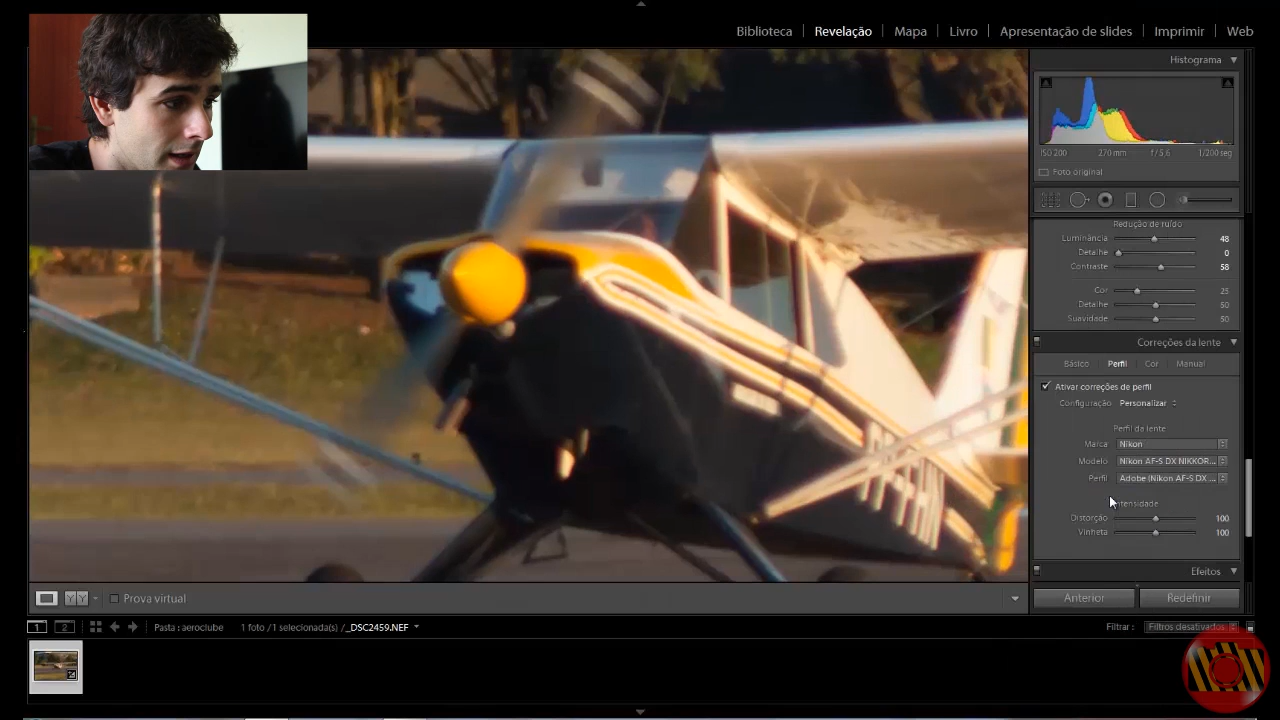 Biblioteca | Revelação | Mapa | Livro | Apresentação de slides | Imprimir | Web
Histograma
ISO 200 270 mm f / 5,6 1/200 seg
Foto original
Redução de ruído
Luminância 48
Detalhe 0
Contraste 58
Cor 25
Detalhe 50
Suavidade 50
Correções da lente
Básico Perfil Cor Manual
Ativar correções de perfil
Configuração Personalizar
Perfil da lente
Marca Nikon
Modelo Nikon AF-S DX NIKKOR...
Perfil Adobe (Nikon AF-S DX ...
Intensidade
Distorção 100
Vinheta 100
Efeitos
Anterior Redefinir
YY Prova virtual
1 2 Pasta : aeroclube 1 foto /1 selecionada(s) /_DSC2459.NEF
Filtrar : Filtros desativados